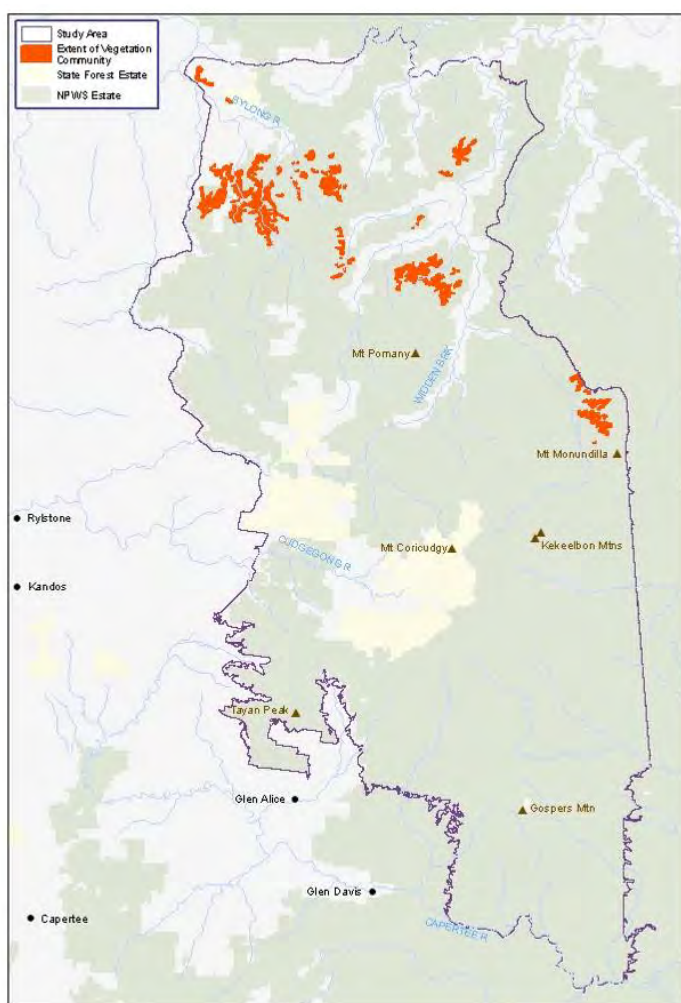 Study Area
Extent of Vegetation
Community
State Forest Estate
NPWS Estate
BYLONG R
Mt Pomany
WIDDEN BRK
Mt Monundilla
Rylstone
Kekeelbon Mtns
Mt Coricudgy
CUDGEGONG R
Kandos
Tayan Peak
Glen Alice
Gospers Mtn
Glen Davis
Capertee
CAPERTEE R